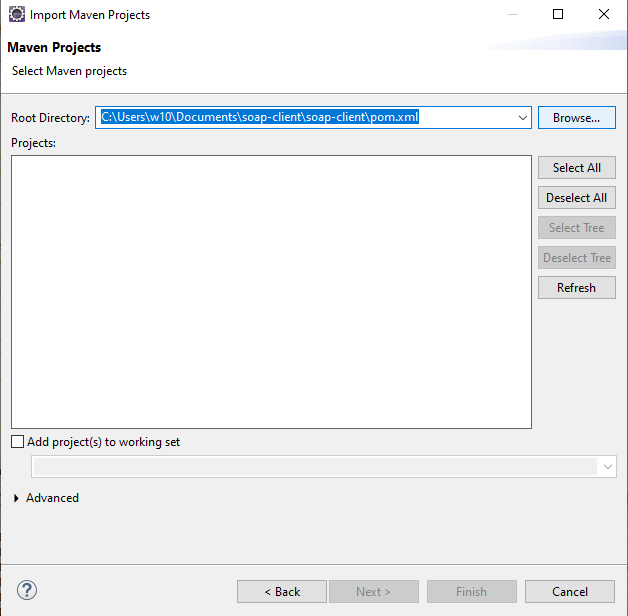 Import Maven Projects
Maven Projects
Select Maven projects
Root Directory: C:\Users\w10\Documents\soap-client\soap-client\pom.xml Browse...
Projects:
Select All
Deselect All
Select Tree
Deselect Tree
Refresh
Add project(s) to working set
Advanced
? < Back Next > Finish Cancel